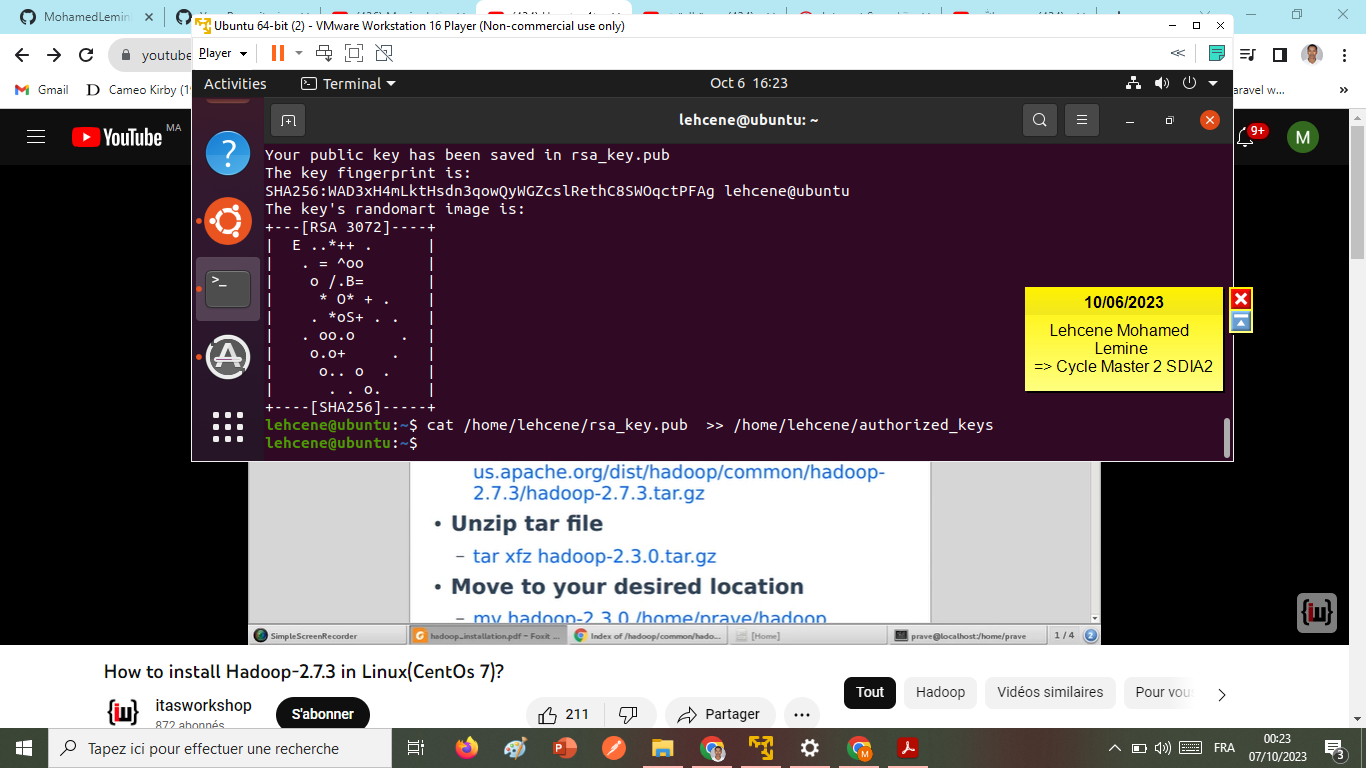 MohamedLemin
Ubuntu 64-bit (2) - VMware Workstation 16 Player (Non-commercial use only)
Player
youtube
Gmail
Cameo Kirby (19
aravel w...
»
Activities
Terminal
Oct 6 16:23
YouTube
MA
lehcene@ubuntu: ~
9+
M
Your public key has been saved in rsa_key.pub
The key fingerprint is:
SHA256:WAD3xH4mLktHsdn3qowQyWGZcslRethC8SWOqctPFAg lehcene@ubuntu
The key's randomart image is:
+---[RSA 3072]----+
|  E ..*++ .      |
|   . = ^oo       |
|    o /.B=       |
|     * O* + .    |
|    . *oS+ . .   |
|   . oo.o     .  |
|    o.o+     .   |
|     o.. o  .    |
|      . . o.     |
+----[SHA256]-----+
lehcene@ubuntu:~$ cat /home/lehcene/rsa_key.pub  >> /home/lehcene/authorized_keys
lehcene@ubuntu:~$
10/06/2023
Lehcene Mohamed
Lemine
=> Cycle Master 2 SDIA2
us.apache.org/dist/hadoop/common/hadoop-
2.7.3/hadoop-2.7.3.tar.gz
• Unzip tar file
– tar xfz hadoop-2.3.0.tar.gz
• Move to your desired location
– mv hadoop-2.3.0 /home/prave/hadoop
SimpleScreenRecorder
hadoop_installation.pdf – Foxit ...
Index of /hadoop/common/hado...
[Home]
prave@localhost:/home/prave
1 / 4
2
How to install Hadoop-2.7.3 in Linux(CentOs 7)?
itasworkshop
872 abonnés
S'abonner
211
Partager
Tout
Hadoop
Vidéos similaires
Pour vous
Tapez ici pour effectuer une recherche
FRA
00:23
07/10/2023
3